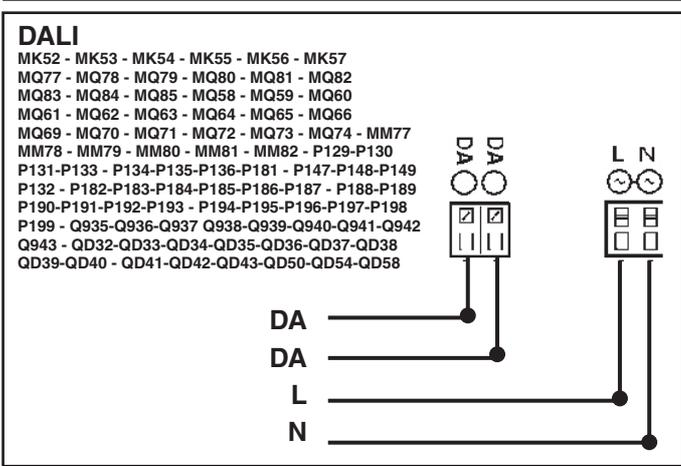 DALI
MK52 - MK53 - MK54 - MK55 - MK56 - MK57
MQ77 - MQ78 - MQ79 - MQ80 - MQ81 - MQ82
MQ83 - MQ84 - MQ85 - MQ58 - MQ59 - MQ60
MQ61 - MQ62 - MQ63 - MQ64 - MQ65 - MQ66
MQ69 - MQ70 - MQ71 - MQ72 - MQ73 - MQ74 - MM77
MM78 - MM79 - MM80 - MM81 - MM82 - P129-P130
P131-P133 - P134-P135-P136-P181 - P147-P148-P149
P132 - P182-P183-P184-P185-P186-P187 - P188-P189
P190-P191-P192-P193 - P194-P195-P196-P197-P198
P199 - Q935-Q936-Q937 Q938-Q939-Q940-Q941-Q942
Q943 - QD32-QD33-QD34-QD35-QD36-QD37-QD38
QD39-QD40 - QD41-QD42-QD43-QD50-QD54-QD58
DA DA
L N
DA
DA
L
N